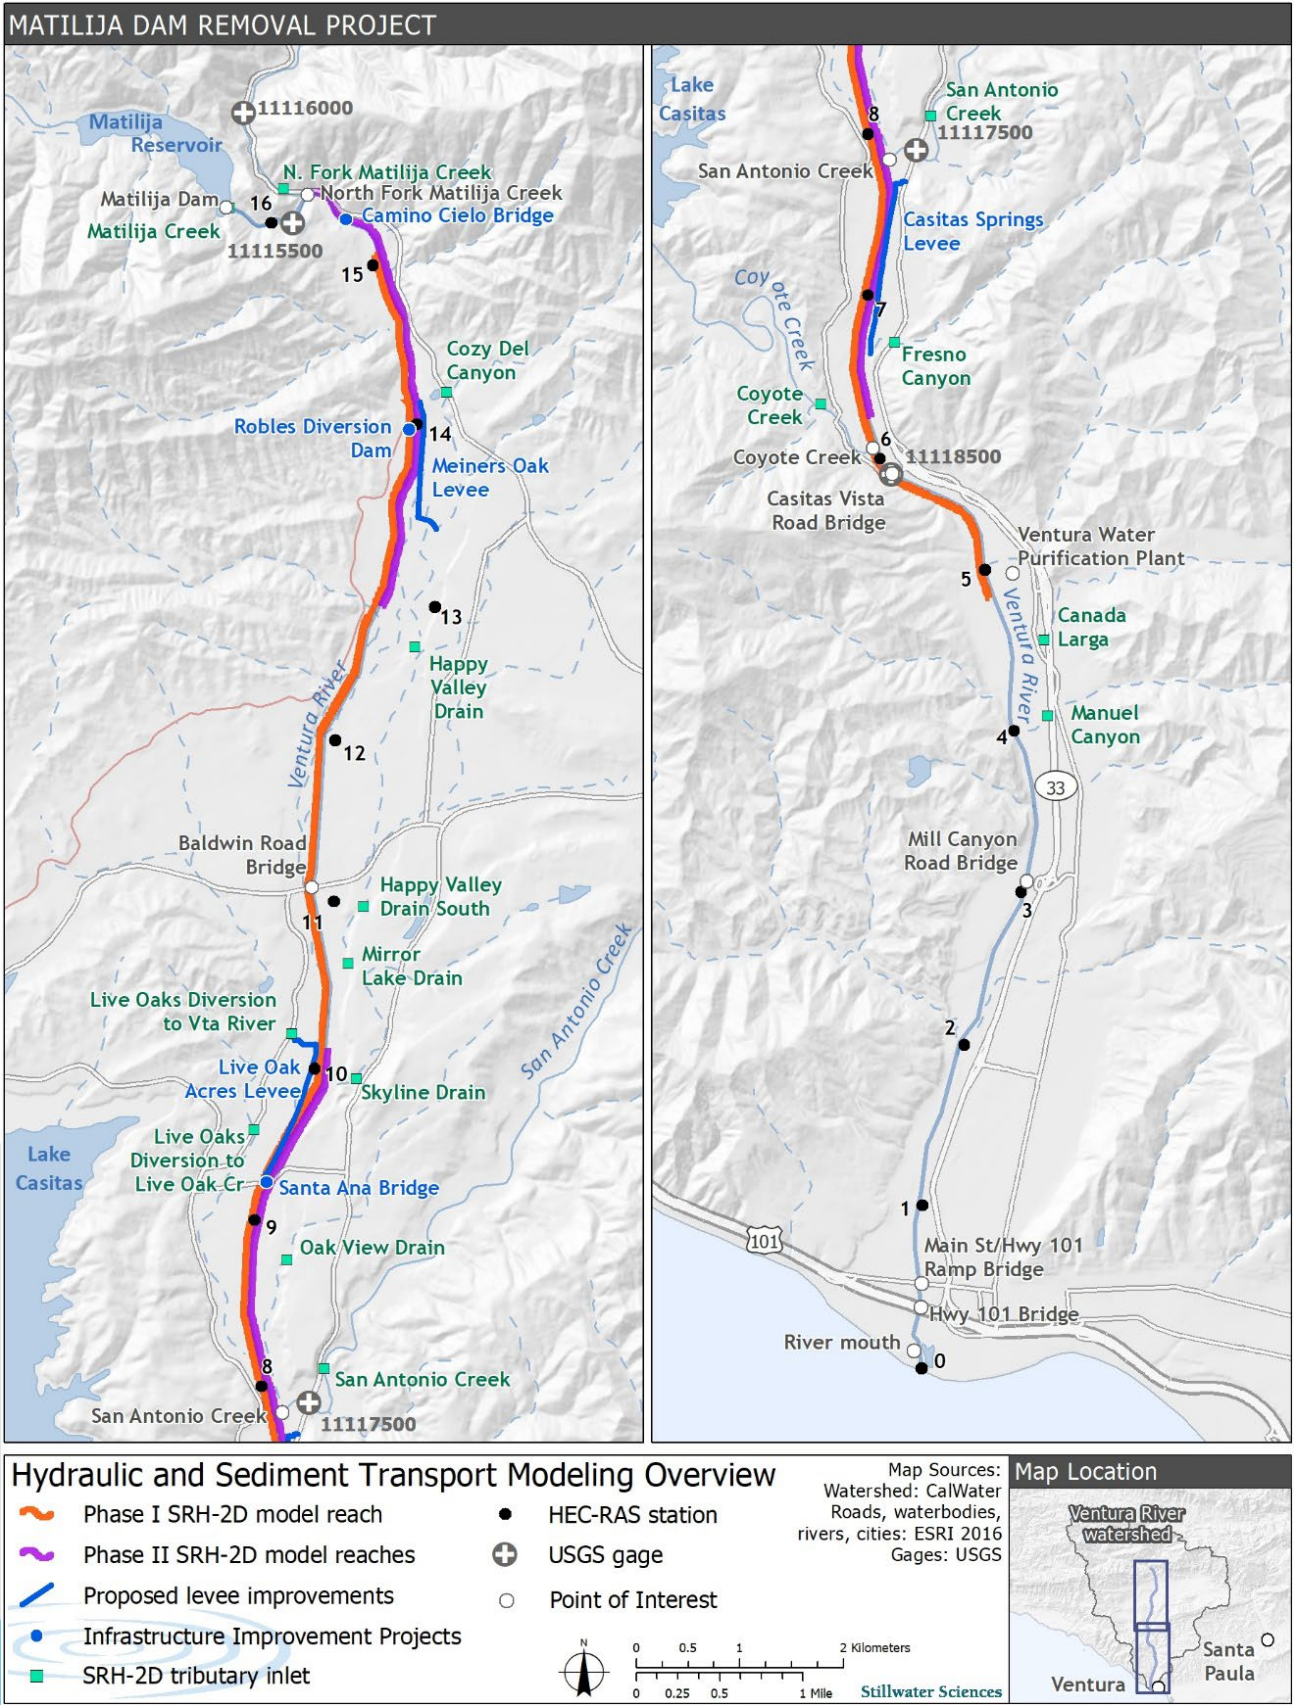 MATILIJA DAM REMOVAL PROJECT
11116000
Matilija
Reservoir
N. Fork Matilija Creek
North Fork Matilija Creek
Matilija Dam
16
Camino Cielo Bridge
Matilija Creek
11115500
15
Cozy Del
Canyon
Robles Diversion
Dam
14
Meiners Oak
Levee
13
Happy
Valley
Drain
Ventura River
12
Baldwin Road
Bridge
Happy Valley
Drain South
11
Mirror
Lake Drain
San Antonio Creek
Live Oaks Diversion
to Vta River
Live Oak
Acres Levee
10
Skyline Drain
Live Oaks
Diversion to
Live Oak Cr
Lake
Casitas
Santa Ana Bridge
9
Oak View Drain
8
San Antonio Creek
San Antonio Creek
11117500
Lake
Casitas
San Antonio
Creek
8
11117500
San Antonio Creek
Casitas Springs
Levee
Coyote Creek
7
Fresno
Canyon
Coyote
Creek
6
Coyote Creek
11118500
Casitas Vista
Road Bridge
Ventura Water
Purification Plant
5
Ventura River
Canada
Larga
Manuel
Canyon
4
33
Mill Canyon
Road Bridge
3
2
1
101
Main St/Hwy 101
Ramp Bridge
Hwy 101 Bridge
River mouth
0
Hydraulic and Sediment Transport Modeling Overview
Phase I SRH-2D model reach
Phase II SRH-2D model reaches
Proposed levee improvements
Infrastructure Improvement Projects
SRH-2D tributary inlet
HEC-RAS station
USGS gage
Point of Interest
Map Sources:
Watershed: CalWater
Roads, waterbodies,
rivers, cities: ESRI 2016
Gages: USGS
N
0 0.5 1 2 Kilometers
0 0.25 0.5 1 Mile
Stillwater Sciences
Map Location
Ventura River
watershed
Santa
Paula
Ventura